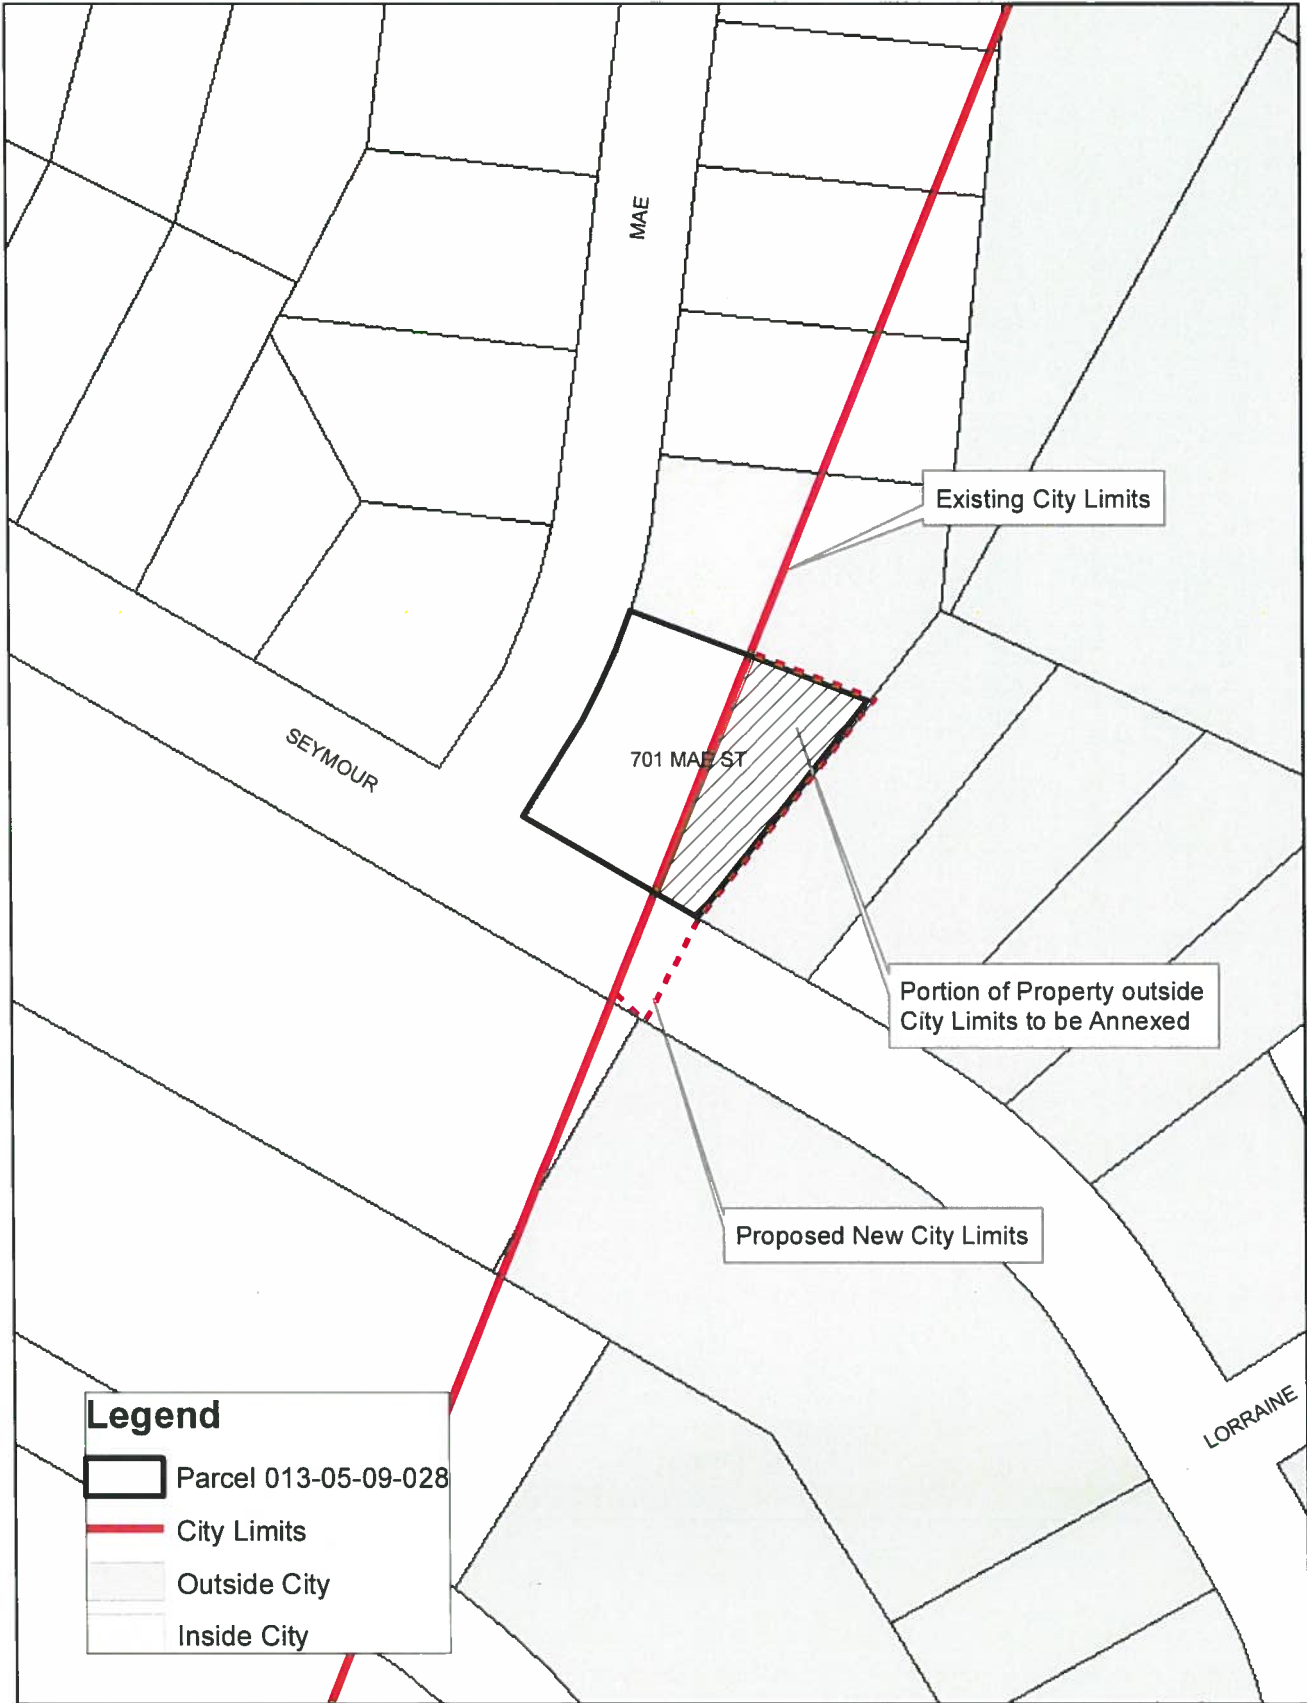 MAE
Existing City Limits
SEYMOUR
701 MAE ST
Portion of Property outside
City Limits to be Annexed
Proposed New City Limits
LORRAINE
Legend
Parcel 013-05-09-028
City Limits
Outside City
Inside City